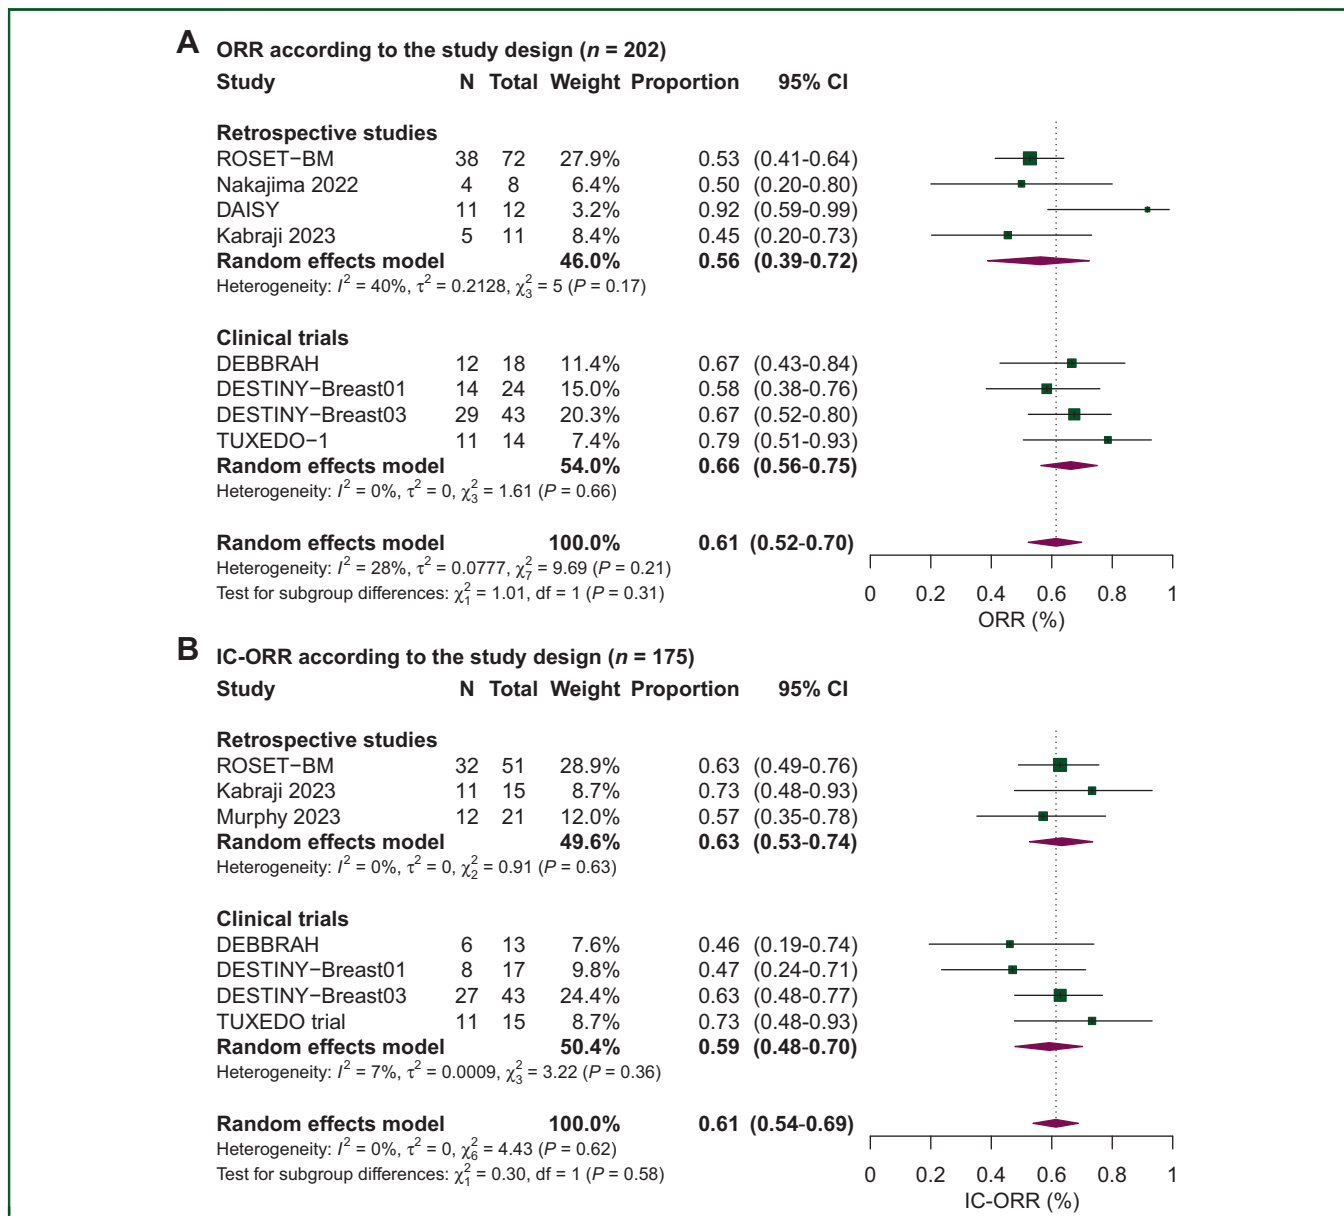 A ORR according to the study design (n = 202)
Study N Total Weight Proportion 95% CI
Retrospective studies
ROSET−BM 38 72 27.9% 0.53 (0.41-0.64)
Nakajima 2022 4 8 6.4% 0.50 (0.20-0.80)
DAISY 11 12 3.2% 0.92 (0.59-0.99)
Kabraji 2023 5 11 8.4% 0.45 (0.20-0.73)
Random effects model 46.0% 0.56 (0.39-0.72)
Heterogeneity: I² = 40%, τ² = 0.2128, χ²₃ = 5 (P = 0.17)
Clinical trials
DEBBRAH 12 18 11.4% 0.67 (0.43-0.84)
DESTINY−Breast01 14 24 15.0% 0.58 (0.38-0.76)
DESTINY−Breast03 29 43 20.3% 0.67 (0.52-0.80)
TUXEDO−1 11 14 7.4% 0.79 (0.51-0.93)
Random effects model 54.0% 0.66 (0.56-0.75)
Heterogeneity: I² = 0%, τ² = 0, χ²₃ = 1.61 (P = 0.66)
Random effects model 100.0% 0.61 (0.52-0.70)
Heterogeneity: I² = 28%, τ² = 0.0777, χ²₇ = 9.69 (P = 0.21)
Test for subgroup differences: χ²₁ = 1.01, df = 1 (P = 0.31)
0 0.2 0.4 0.6 0.8 1
ORR (%)
B IC-ORR according to the study design (n = 175)
Study N Total Weight Proportion 95% CI
Retrospective studies
ROSET−BM 32 51 28.9% 0.63 (0.49-0.76)
Kabraji 2023 11 15 8.7% 0.73 (0.48-0.93)
Murphy 2023 12 21 12.0% 0.57 (0.35-0.78)
Random effects model 49.6% 0.63 (0.53-0.74)
Heterogeneity: I² = 0%, τ² = 0, χ²₂ = 0.91 (P = 0.63)
Clinical trials
DEBBRAH 6 13 7.6% 0.46 (0.19-0.74)
DESTINY−Breast01 8 17 9.8% 0.47 (0.24-0.71)
DESTINY−Breast03 27 43 24.4% 0.63 (0.48-0.77)
TUXEDO trial 11 15 8.7% 0.73 (0.48-0.93)
Random effects model 50.4% 0.59 (0.48-0.70)
Heterogeneity: I² = 7%, τ² = 0.0009, χ²₃ = 3.22 (P = 0.36)
Random effects model 100.0% 0.61 (0.54-0.69)
Heterogeneity: I² = 0%, τ² = 0, χ²₆ = 4.43 (P = 0.62)
Test for subgroup differences: χ²₁ = 0.30, df = 1 (P = 0.58)
0 0.2 0.4 0.6 0.8 1
IC-ORR (%)